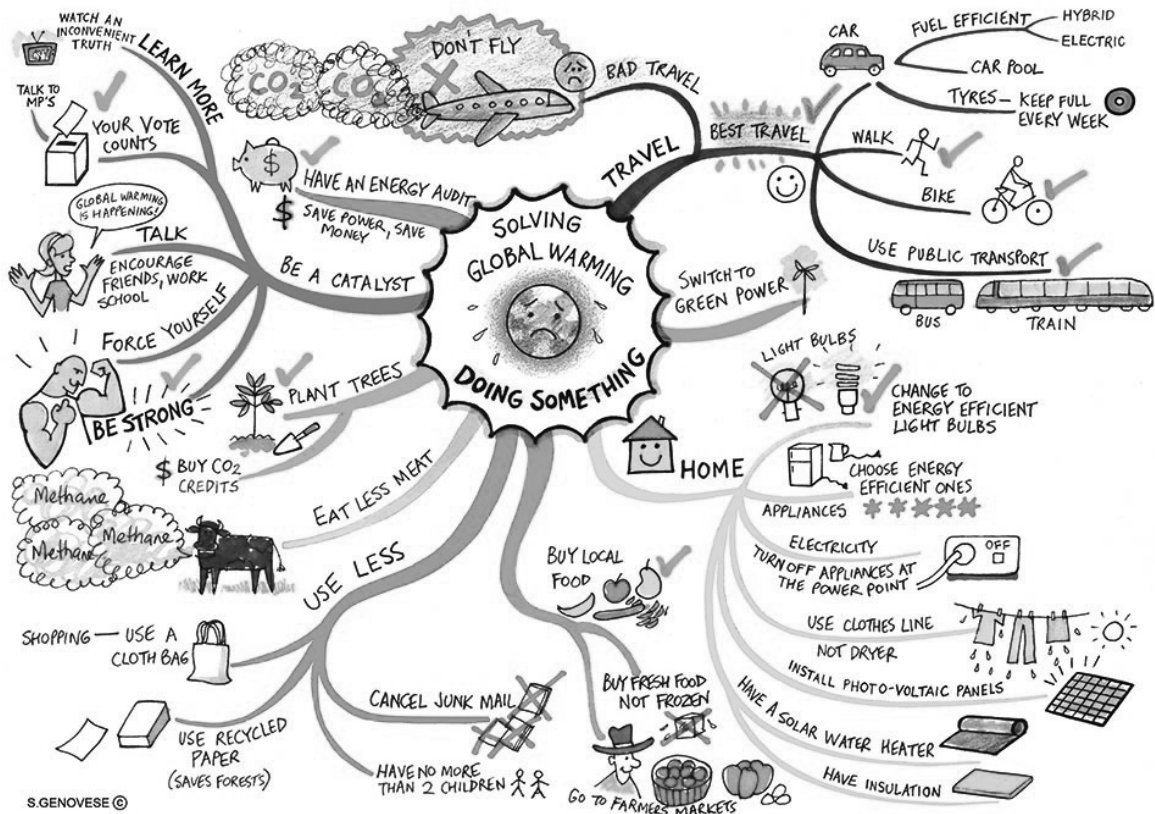 SOLVING
GLOBAL WARMING
DOING SOMETHING
TRAVEL
BAD TRAVEL
DON'T FLY
CO2
CO2
BEST TRAVEL
CAR
FUEL EFFICIENT
HYBRID
ELECTRIC
CAR POOL
TYRES — KEEP FULL
EVERY WEEK
WALK
BIKE
USE PUBLIC TRANSPORT
BUS
TRAIN
SWITCH TO
GREEN POWER
HOME
LIGHT BULBS
CHANGE TO
ENERGY EFFICIENT
LIGHT BULBS
CHOOSE ENERGY
EFFICIENT ONES
APPLIANCES
ELECTRICITY
TURN OFF APPLIANCES AT
THE POWER POINT
OFF
USE CLOTHES LINE
NOT DRYER
INSTALL PHOTO-VOLTAIC PANELS
HAVE A SOLAR WATER HEATER
HAVE INSULATION
BUY LOCAL
FOOD
BUY FRESH FOOD
NOT FROZEN
GO TO FARMERS MARKETS
USE LESS
SHOPPING — USE A
CLOTH BAG
USE RECYCLED
PAPER
(SAVES FORESTS)
CANCEL JUNK MAIL
HAVE NO MORE
THAN 2 CHILDREN
EAT LESS MEAT
Methane
Methane
Methane
PLANT TREES
$ BUY CO2
CREDITS
BE A CATALYST
LEARN MORE
WATCH AN
INCONVENIENT
TRUTH
TALK TO
MP'S
YOUR VOTE
COUNTS
TALK
GLOBAL WARMING
IS HAPPENING!
ENCOURAGE
FRIENDS, WORK
SCHOOL
FORCE YOURSELF
BE STRONG
HAVE AN ENERGY AUDIT
$
$
SAVE POWER, SAVE
MONEY
S.GENOVESE ©